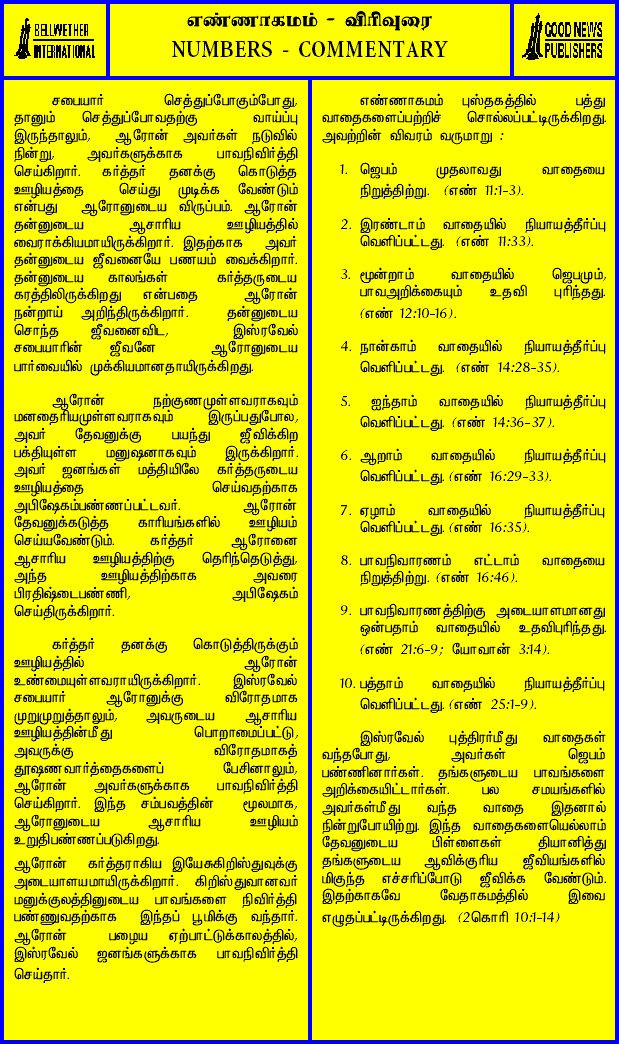 BELLWETHER
INTERNATIONAL
எண்ணாகமம் - விரிவுரை
NUMBERS - COMMENTARY
GOOD NEWS
PUBLISHERS
சபையார் செத்துப்போகும்போது,
தானும் செத்துப்போவதற்கு வாய்ப்பு
இருந்தாலும், ஆரோன் அவர்கள் நடுவில்
நின்று, அவர்களுக்காக பாவநிவிர்த்தி
செய்கிறார். கர்த்தர் தனக்கு கொடுத்த
ஊழியத்தை செய்து முடிக்க வேண்டும்
என்பது ஆரோனுடைய விருப்பம். ஆரோன்
தன்னுடைய ஆசாரிய ஊழியத்தில்
வைராக்கியமாயிருக்கிறார். இதற்காக அவர்
தன்னுடைய ஜீவனையே பணயம் வைக்கிறார்.
தன்னுடைய காலங்கள் கர்த்தருடைய
கரத்திலிருக்கிறது என்பதை ஆரோன்
நன்றாய் அறிந்திருக்கிறார். தன்னுடைய
சொந்த ஜீவனைவிட, இஸ்ரவேல்
சபையாரின் ஜீவனே ஆரோனுடைய
பார்வையில் முக்கியமானதாயிருக்கிறது.
ஆரோன் நற்குணமுள்ளவராகவும்
மனதைரியமுள்ளவராகவும் இருப்பதுபோல,
அவர் தேவனுக்கு பயந்து ஜீவிக்கிற
பக்தியுள்ள மனுஷனாகவும் இருக்கிறார்.
அவர் ஜனங்கள் மத்தியிலே கர்த்தருடைய
ஊழியத்தை செய்வதற்காக
அபிஷேகம்பண்ணப்பட்டவர். ஆரோன்
தேவனுக்கடுத்த காரியங்களில் ஊழியம்
செய்யவேண்டும். கர்த்தர் ஆரோனை
ஆசாரிய ஊழியத்திற்கு தெரிந்தெடுத்து,
அந்த ஊழியத்திற்காக அவரை
பிரதிஷ்டைபண்ணி, அபிஷேகம்
செய்திருக்கிறார்.
கர்த்தர் தனக்கு கொடுத்திருக்கும்
ஊழியத்தில் ஆரோன்
உண்மையுள்ளவராயிருக்கிறார். இஸ்ரவேல்
சபையார் ஆரோனுக்கு விரோதமாக
முறுமுறுத்தாலும், அவருடைய ஆசாரிய
ஊழியத்தின்மீது பொறாமைப்பட்டு,
அவருக்கு விரோதமாகத்
தூஷணவார்த்தைகளைப் பேசினாலும்,
ஆரோன் அவர்களுக்காக பாவநிவிர்த்தி
செய்கிறார். இந்த சம்பவத்தின் மூலமாக,
ஆரோனுடைய ஆசாரிய ஊழியம்
உறுதிபண்ணப்படுகிறது.
ஆரோன் கர்த்தராகிய இயேசுகிறிஸ்துவுக்கு
அடையாளயமாயிருக்கிறார். கிறிஸ்துவானவர்
மனுக்குலத்தினுடைய பாவங்களை நிவிர்த்தி
பண்ணுவதற்காக இந்தப் பூமிக்கு வந்தார்.
ஆரோன் பழைய ஏற்பாட்டுக்காலத்தில்,
இஸ்ரவேல் ஜனங்களுக்காக பாவநிவிர்த்தி
செய்தார்.
எண்ணாகமம் புஸ்தகத்தில் பத்து
வாதைகளைப்பற்றிச் சொல்லப்பட்டிருக்கிறது.
அவற்றின் விவரம் வருமாறு :
1. ஜெபம் முதலாவது வாதையை
நிறுத்திற்று. (எண் 11:1-3).
2. இரண்டாம் வாதையில் நியாயத்தீர்ப்பு
வெளிப்பட்டது. (எண் 11:33).
3. மூன்றாம் வாதையில் ஜெபமும்,
பாவஅறிக்கையும் உதவி புரிந்தது.
(எண் 12:10-16).
4. நான்காம் வாதையில் நியாயத்தீர்ப்பு
வெளிப்பட்டது. (எண் 14:28-35).
5. ஐந்தாம் வாதையில் நியாயத்தீர்ப்பு
வெளிப்பட்டது. (எண் 14:36-37).
6. ஆறாம் வாதையில் நியாயத்தீர்ப்பு
வெளிப்பட்டது. (எண் 16:29-33).
7. ஏழாம் வாதையில் நியாயத்தீர்ப்பு
வெளிப்பட்டது. (எண் 16:35).
8. பாவநிவாரணம் எட்டாம் வாதையை
நிறுத்திற்று. (எண் 16:46).
9. பாவநிவாரணத்திற்கு அடையாளமானது
ஒன்பதாம் வாதையில் உதவிபுரிந்தது.
(எண் 21:6-9; யோவான் 3:14).
10. பத்தாம் வாதையில் நியாயத்தீர்ப்பு
வெளிப்பட்டது. (எண் 25:1-9).
இஸ்ரவேல் புத்திரர்மீது வாதைகள்
வந்தபோது, அவர்கள் ஜெபம்
பண்ணினார்கள். தங்களுடைய பாவங்களை
அறிக்கையிட்டார்கள். பல சமயங்களில்
அவர்கள்மீது வந்த வாதை இதனால்
நின்றுபோயிற்று. இந்த வாதைகளையெல்லாம்
தேவனுடைய பிள்ளைகள் தியானித்து
தங்களுடைய ஆவிக்குரிய ஜீவியங்களில்
மிகுந்த எச்சரிப்போடு ஜீவிக்க வேண்டும்.
இதற்காகவே வேதாகமத்தில் இவை
எழுதப்பட்டிருக்கிறது. (2கொரி 10:1-14)